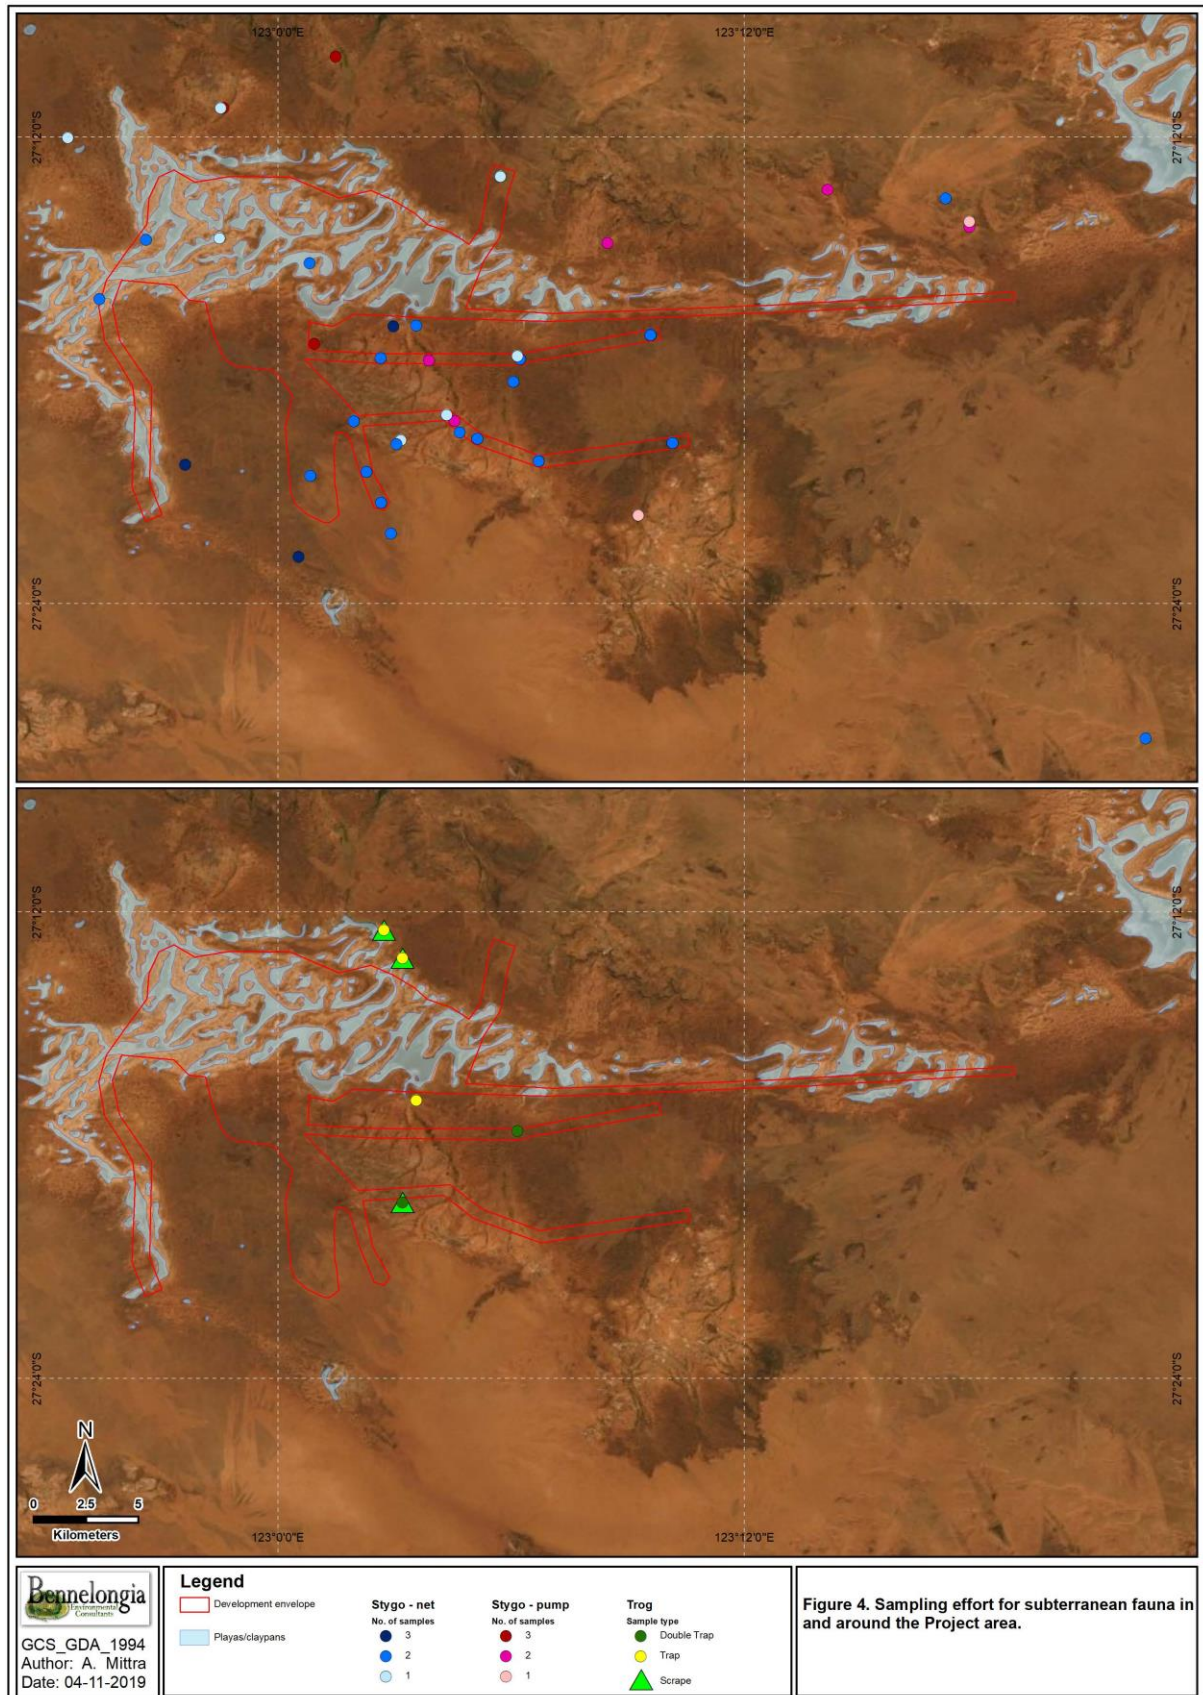 123°0'0"E
123°12'0"E
27°12'0"S
27°12'0"S
27°24'0"S
27°24'0"S
27°12'0"S
27°12'0"S
27°24'0"S
27°24'0"S
N
0 2.5 5
Kilometers
123°0'0"E
123°12'0"E
Bennelongia
Environmental
Consultants
GCS_GDA_1994
Author: A. Mittra
Date: 04-11-2019
Legend
Development envelope
Playas/claypans
Stygo - net
No. of samples
3
2
1
Stygo - pump
No. of samples
3
2
1
Trog
Sample type
Double Trap
Trap
Scrape
Figure 4. Sampling effort for subterranean fauna in
and around the Project area.